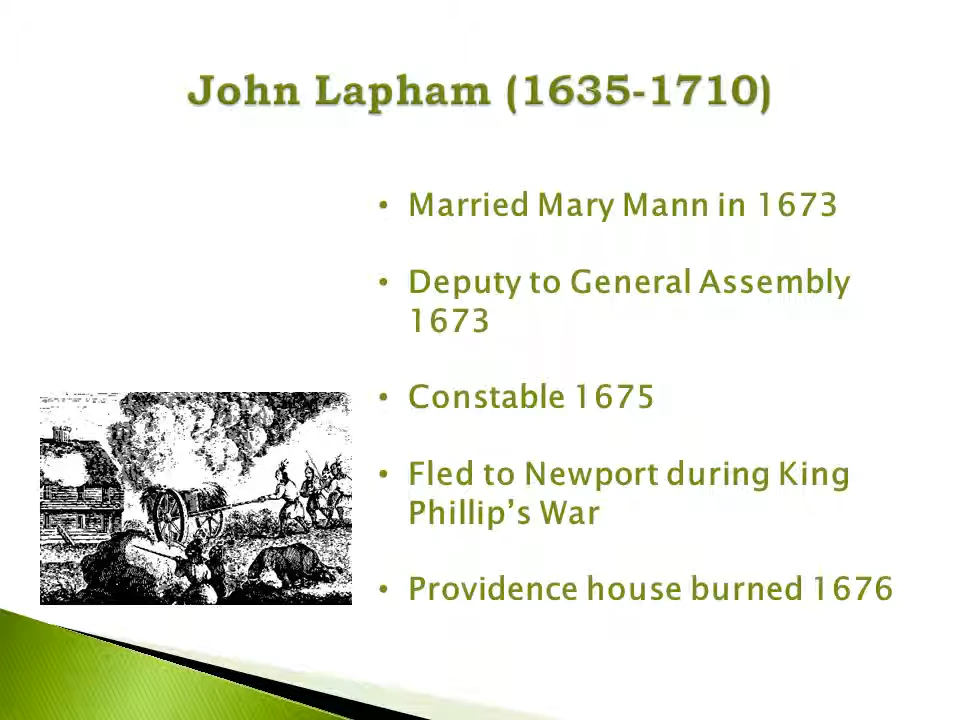 John Lapham (1635-1710)
• Married Mary Mann in 1673
• Deputy to General Assembly
1673
• Constable 1675
• Fled to Newport during King
Phillip’s War
• Providence house burned 1676